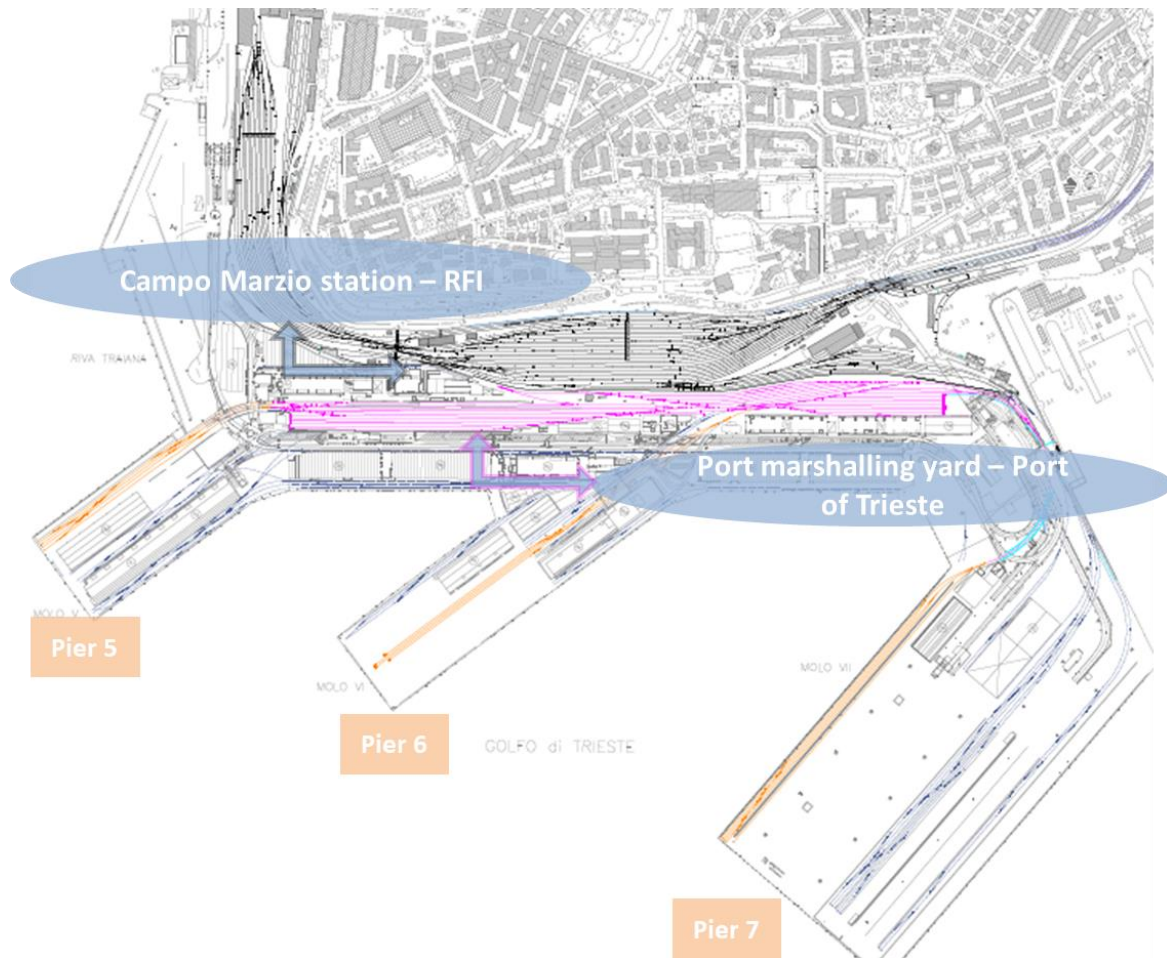 Campo Marzio station – RFI
RIVA TRAIANA
Port marshalling yard – Port
of Trieste
MOLO V
Pier 5
MOLO VI
MOLO VII
Pier 6
GOLFO di TRIESTE
Pier 7